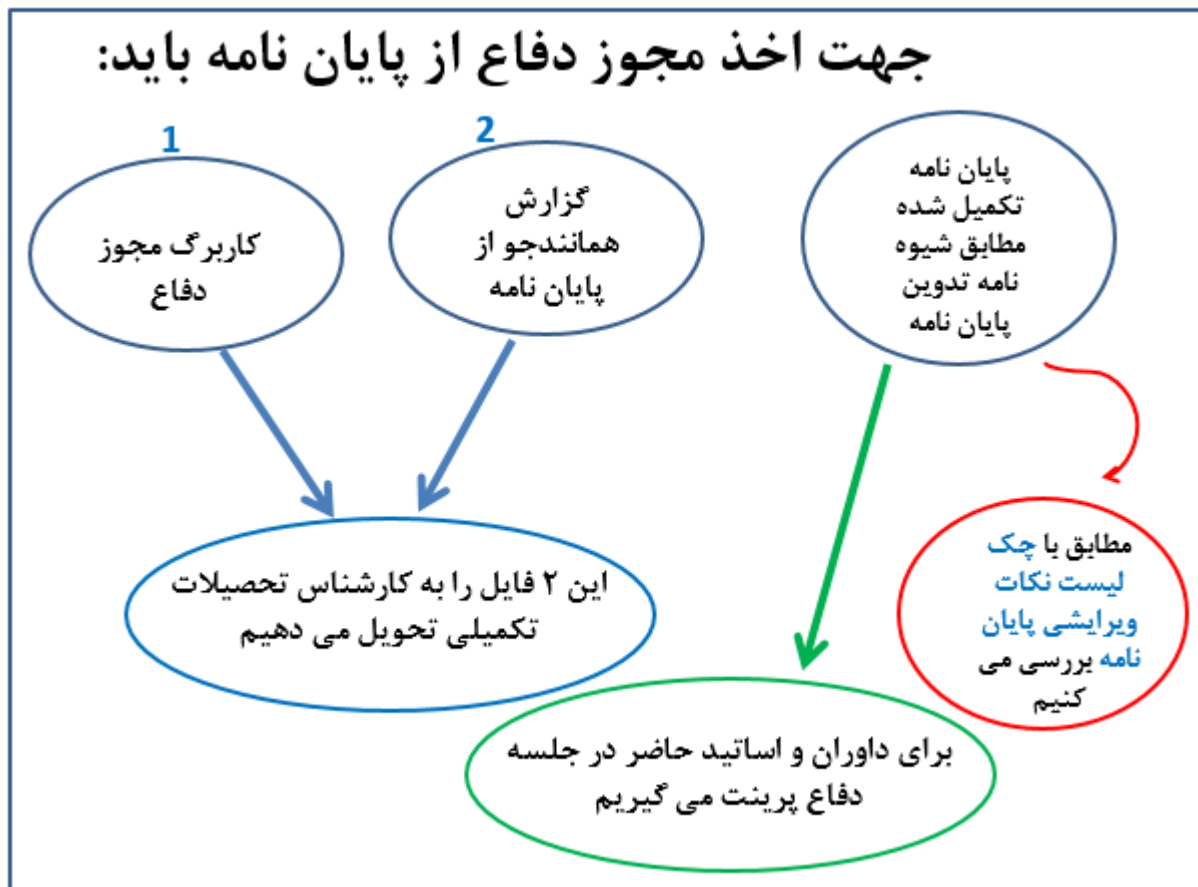 جهت اخذ مجوز دفاع از پایان نامه باید:
1
کاربرگ مجوز
دفاع
2
گزارش
همانندجو از
پایان نامه
پایان نامه
تکمیل شده
مطابق شیوه
نامه تدوین
پایان نامه
این ۲ فایل را به کارشناس تحصیلات
تکمیلی تحویل می دهیم
مطابق با چک
لیست نکات
ویرایشی پایان
نامه بررسی می
کنیم
برای داوران و اساتید حاضر در جلسه
دفاع پرینت می گیریم